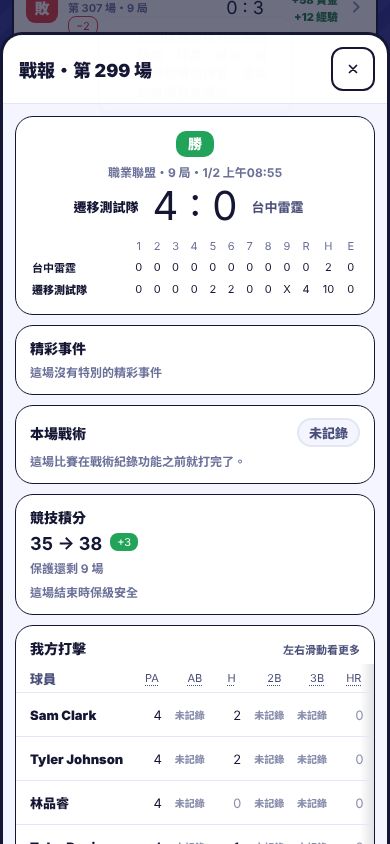 敗 第 307 場・9 局 0 : 3 +58 資金
−2 +12 經驗
戰報・第 299 場 ×
勝
職業聯盟・9 局・1/2 上午08:55
遷移測試隊 4 : 0 台中雷霆
1 2 3 4 5 6 7 8 9 R H E
台中雷霆 0 0 0 0 0 0 0 0 0 0 2 0
遷移測試隊 0 0 0 0 2 2 0 0 X 4 10 0
精彩事件
這場沒有特別的精彩事件
本場戰術 未記錄
這場比賽在戰術紀錄功能之前就打完了。
競技積分
35 → 38 +3
保護還剩 9 場
這場結束時保級安全
我方打擊 左右滑動看更多
球員 PA AB H 2B 3B HR
Sam Clark 4 未記錄 2 未記錄 未記錄 0
Tyler Johnson 4 未記錄 2 未記錄 未記錄 0
林品睿 4 未記錄 0 未記錄 未記錄 0